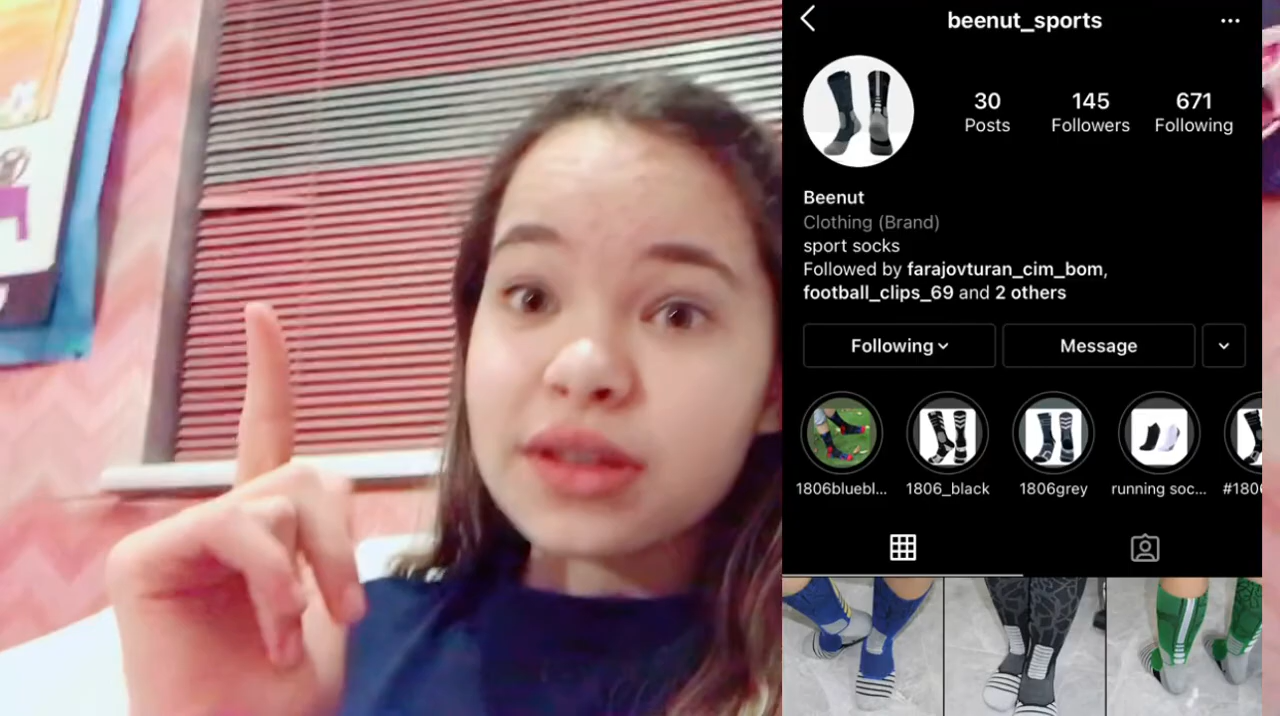 beenut_sports
30
Posts
145
Followers
671
Following
Beenut
Clothing (Brand)
sport socks
Followed by farajovturan_cim_bom,
football_clips_69 and 2 others
Following
Message
1806bluebl...
1806_black
1806grey
running soc...
#1806